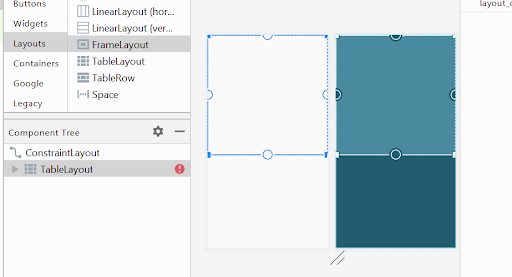 Buttons
Widgets
Layouts
Containers
Google
Legacy
LinearLayout (hor...
LinearLayout (ver...
FrameLayout
TableLayout
TableRow
Space
layout_c
Component Tree
ConstraintLayout
TableLayout